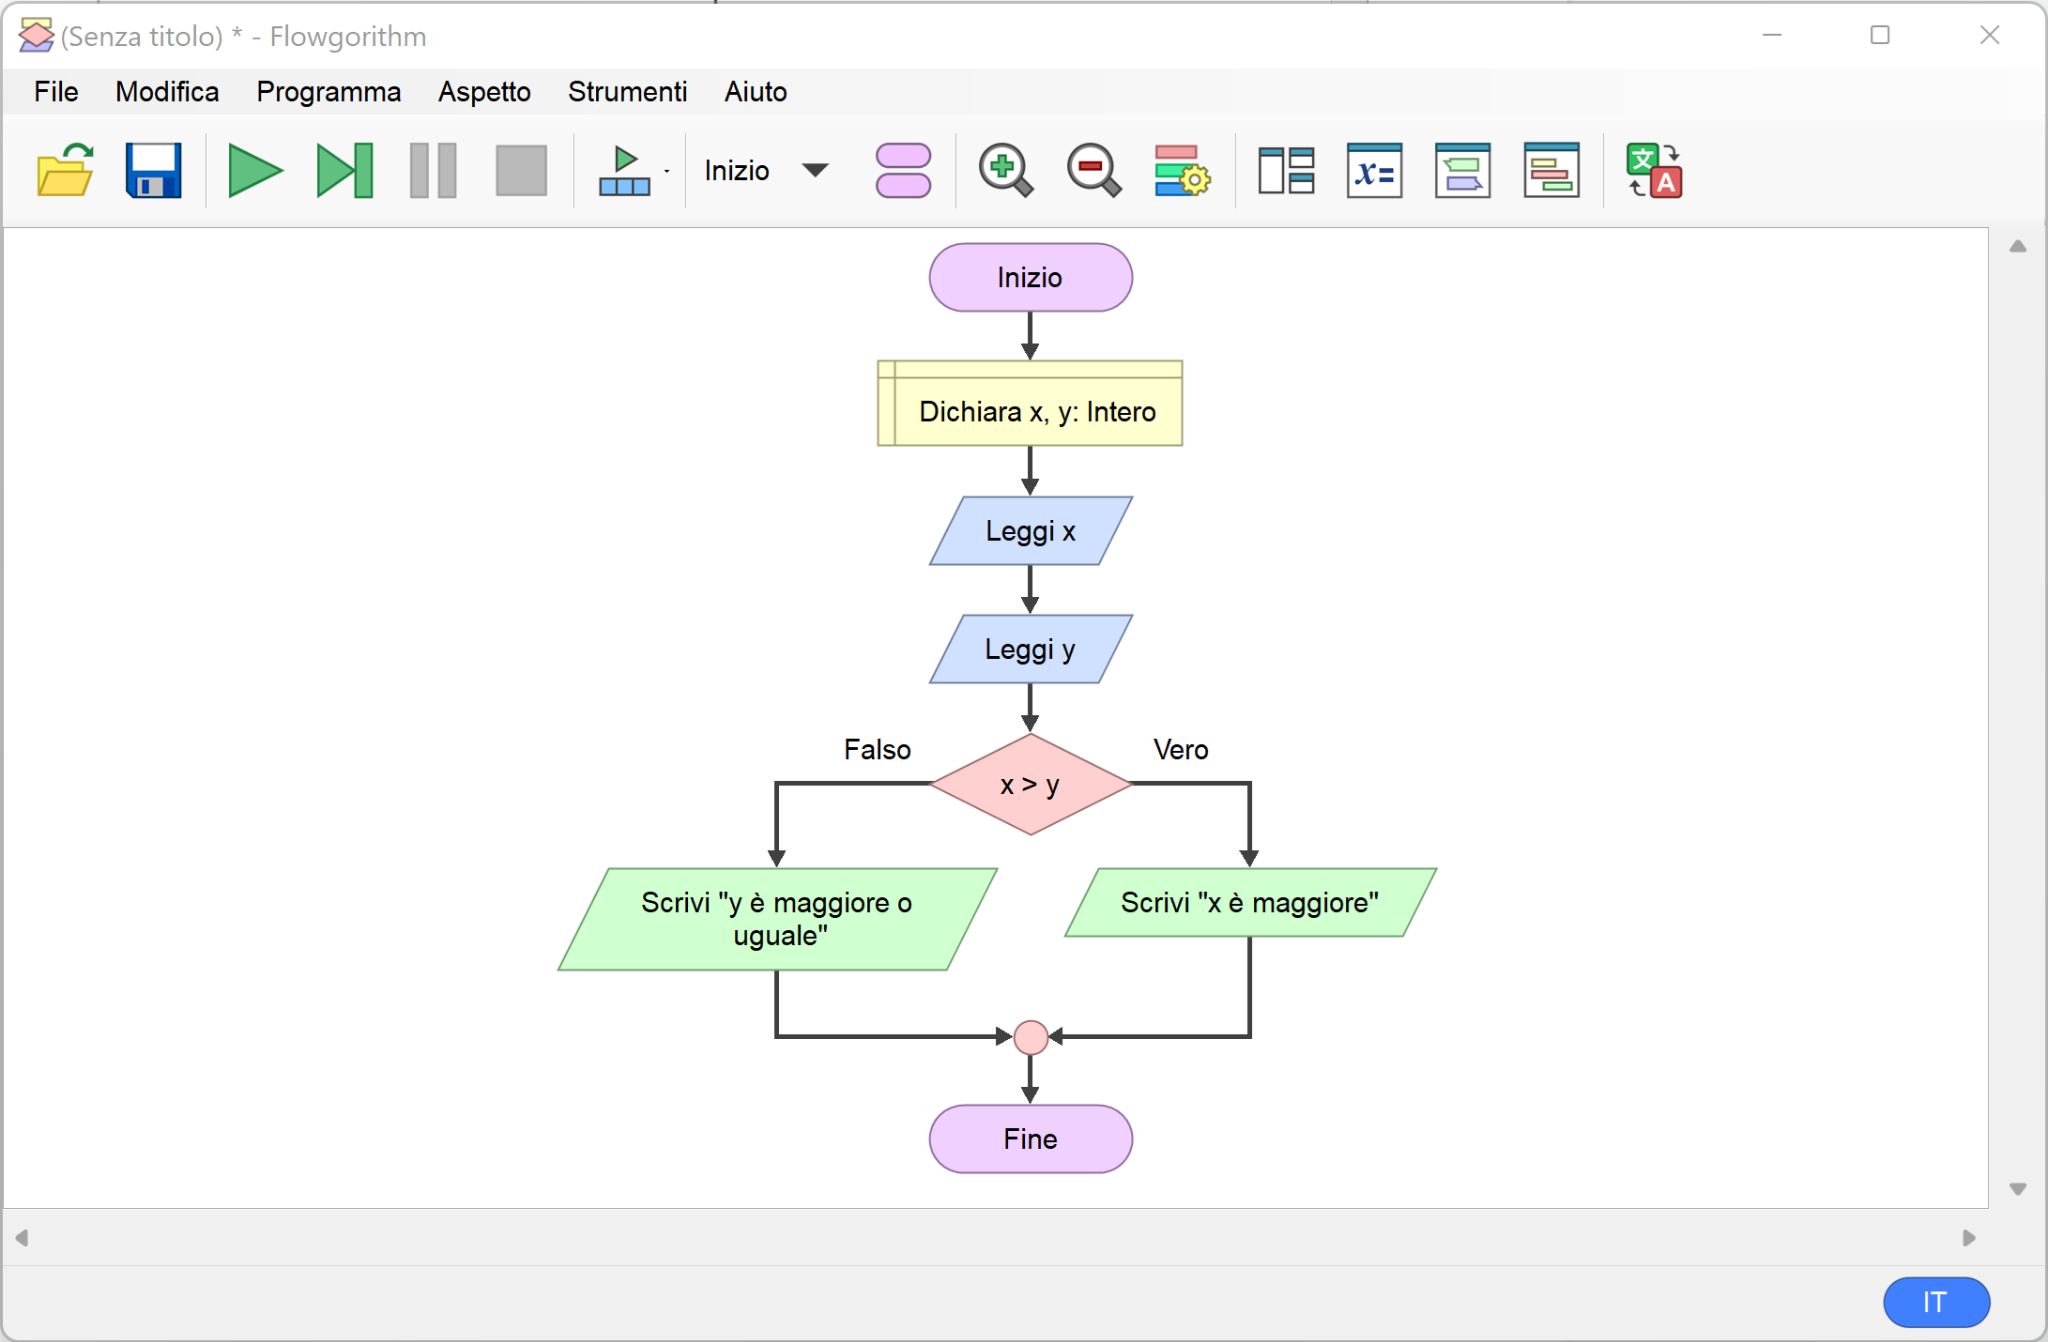 (Senza titolo) * - Flowgorithm
File Modifica Programma Aspetto Strumenti Aiuto
Inizio
x=
文
A
Inizio
Dichiara x, y: Intero
Leggi x
Leggi y
Falso
Vero
x > y
Scrivi "y è maggiore o
uguale"
Scrivi "x è maggiore"
Fine
IT